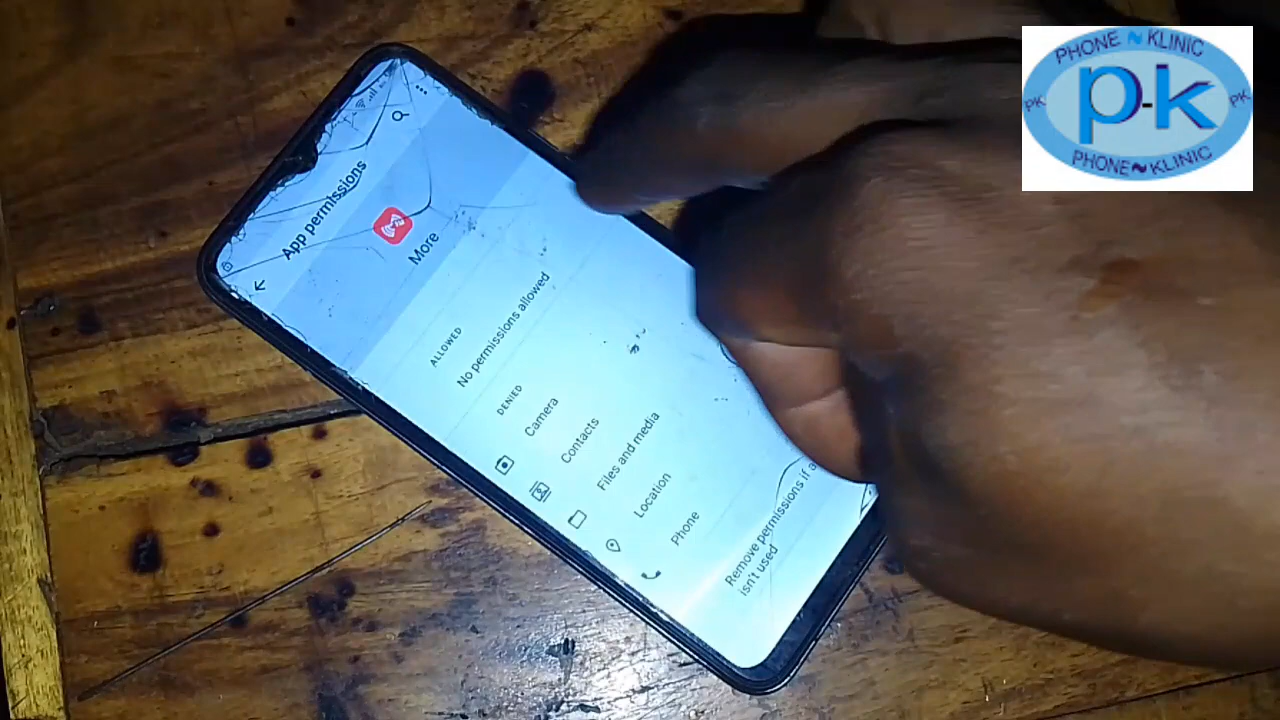 PHONE ~ KLINIC
PK
p-k
PK
PHONE~KLINIC
App permissions
More
ALLOWED
No permissions allowed
DENIED
Camera
Contacts
Files and media
Location
Phone
Remove permissions if
isn't used